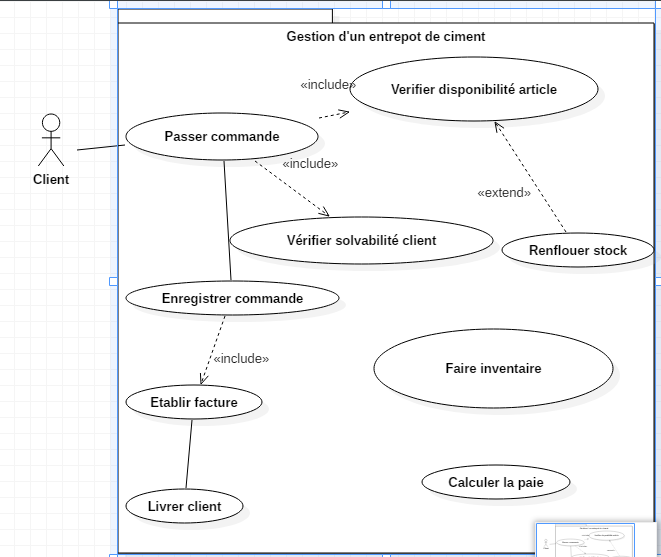 Gestion d'un entrepot de ciment
«include»
Verifier disponibilité article
Passer commande
«include»
Client
«extend»
Vérifier solvabilité client
Renflouer stock
Enregistrer commande
«include»
Faire inventaire
Etablir facture
Calculer la paie
Livrer client